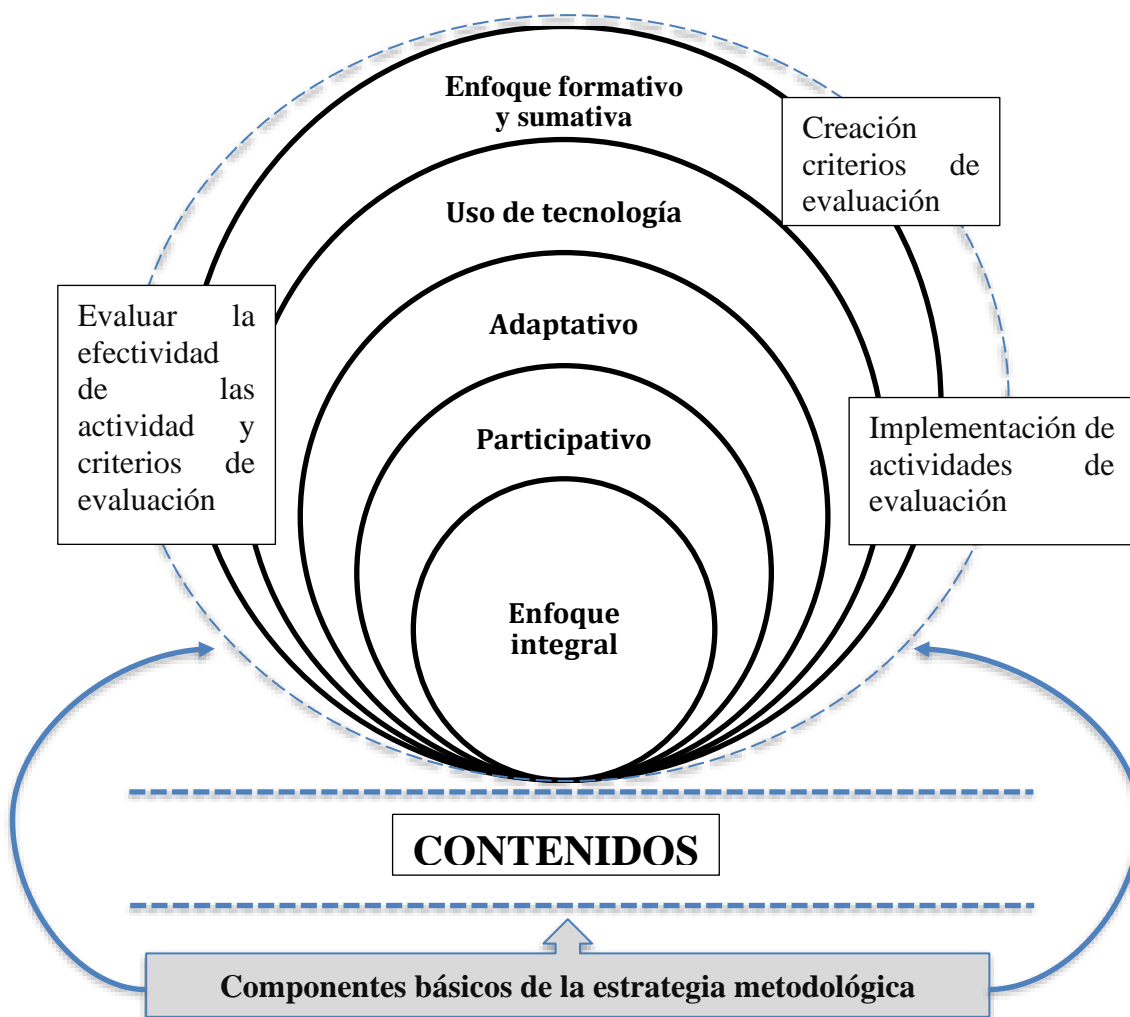 Enfoque formativo
y sumativa
Creación
criterios de
evaluación
Uso de tecnología
Evaluar la
efectividad
de las
actividad y
criterios de
evaluación
Adaptativo
Participativo
Implementación de
actividades de
evaluación
Enfoque
integral
CONTENIDOS
Componentes básicos de la estrategia metodológica